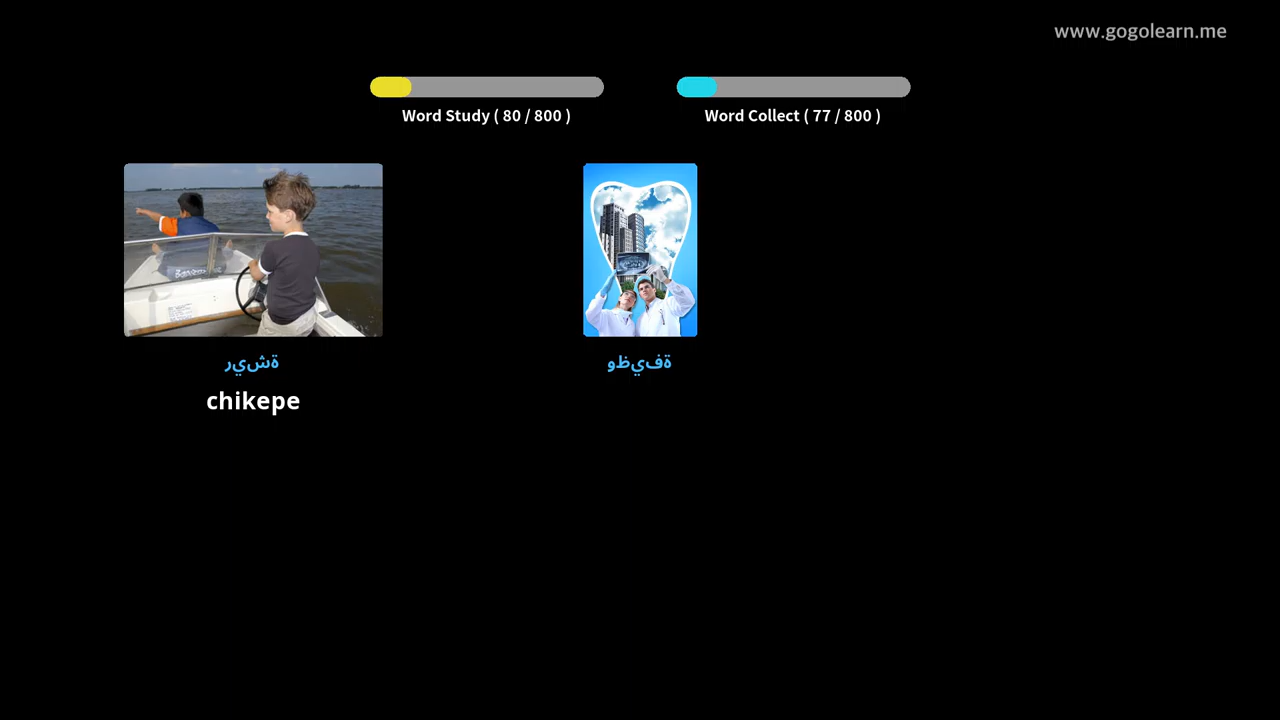 www.gogolearn.me
Word Study ( 80 / 800 )
Word Collect ( 77 / 800 )
ةشير
chikepe
ةفيظو